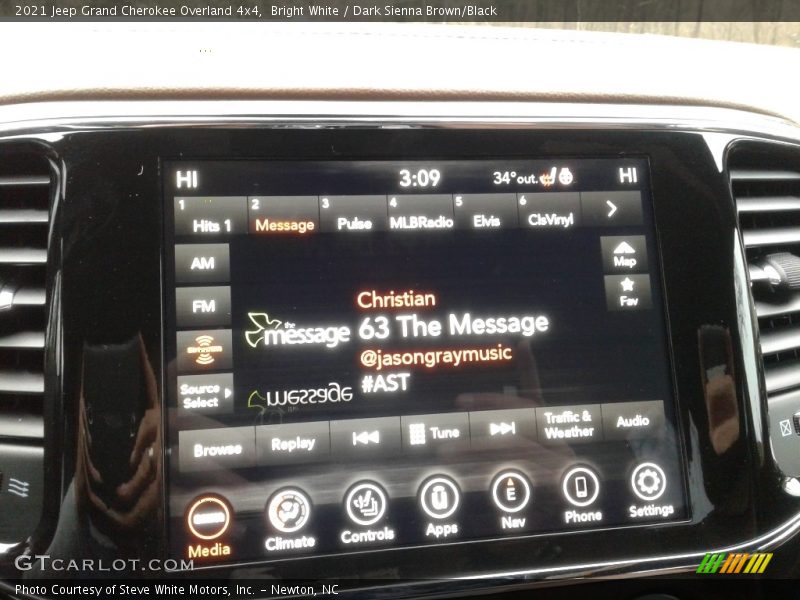 2021 Jeep Grand Cherokee Overland 4x4, Bright White / Dark Sienna Brown/Black
HI 3:09 34° out. HI
1 Hits 1
2 Message
3 Pulse
4 MLBRadio
5 Elvis
6 ClsVinyl
AM
Map
FM
Fav
Christian
the message
63 The Message
@jasongraymusic
#AST
Source Select
message
Browse Replay Tune Traffic & Weather Audio
Media Climate Controls Apps E Nav Phone Settings
GTCARLOT.COM
Photo Courtesy of Steve White Motors, Inc. - Newton, NC